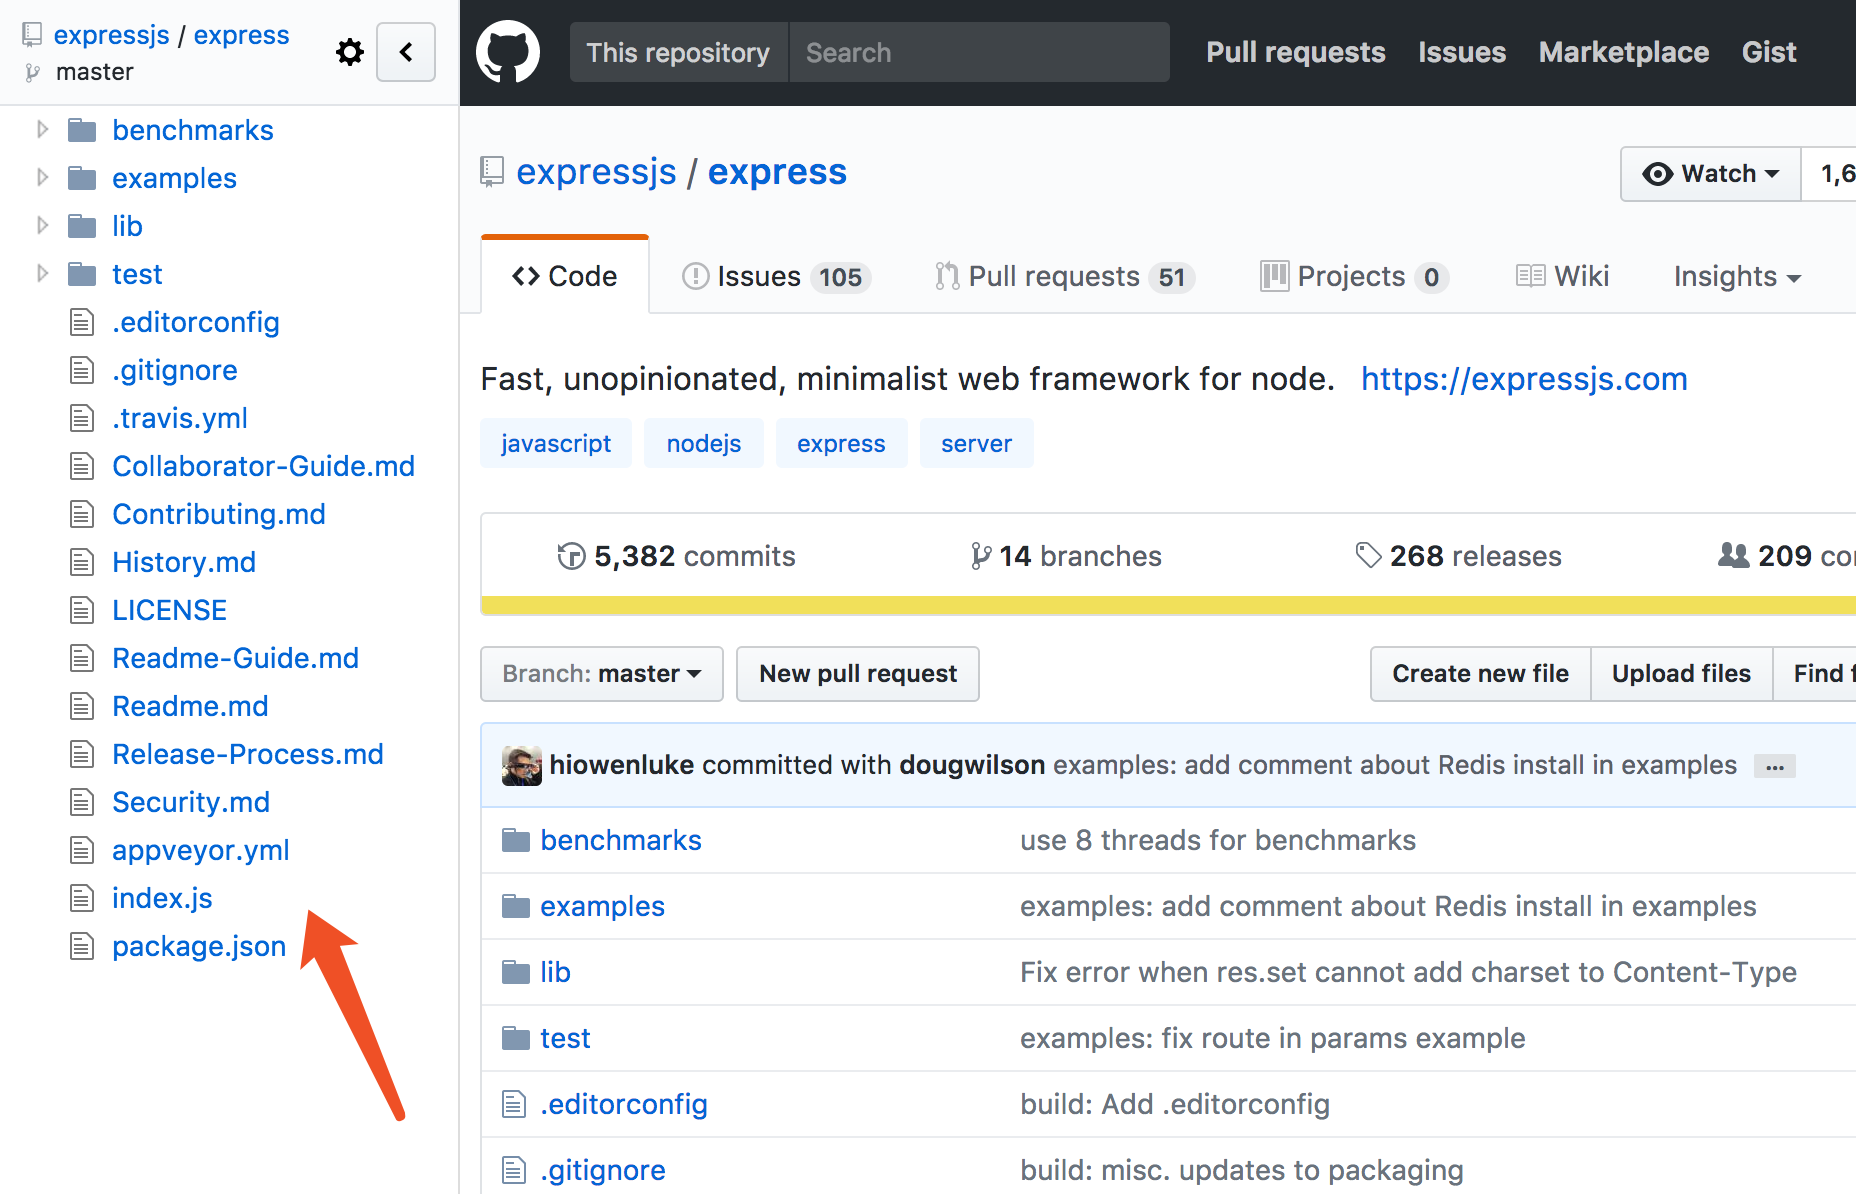 expressjs / express
master
benchmarks
examples
lib
test
.editorconfig
.gitignore
.travis.yml
Collaborator-Guide.md
Contributing.md
History.md
LICENSE
Readme-Guide.md
Readme.md
Release-Process.md
Security.md
appveyor.yml
index.js
package.json
This repository Search Pull requests Issues Marketplace Gist
expressjs / express Watch 1,6
Code Issues 105 Pull requests 51 Projects 0 Wiki Insights
Fast, unopinionated, minimalist web framework for node. https://expressjs.com
javascript nodejs express server
5,382 commits 14 branches 268 releases 209 co
Branch: master New pull request Create new file Upload files Find f
hiowenluke committed with dougwilson examples: add comment about Redis install in examples ...
benchmarks use 8 threads for benchmarks
examples examples: add comment about Redis install in examples
lib Fix error when res.set cannot add charset to Content-Type
test examples: fix route in params example
.editorconfig build: Add .editorconfig
.gitignore build: misc. updates to packaging